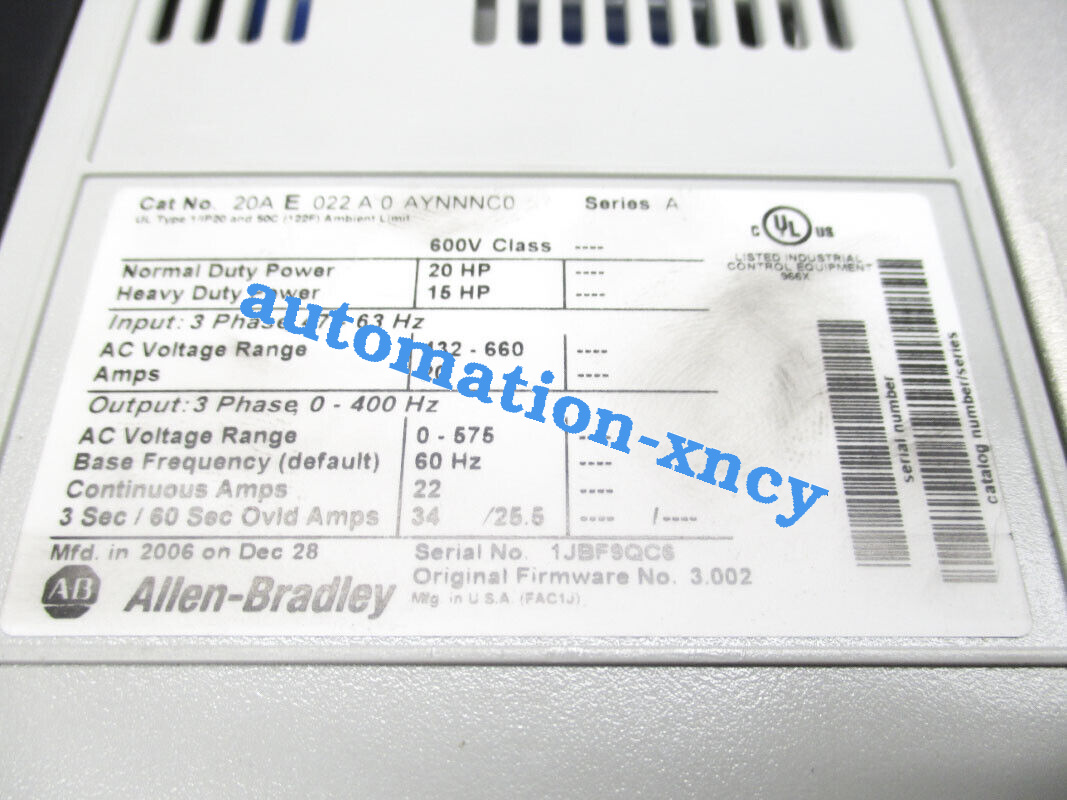 Cat No. 20A E 022 A 0 AYNNNC0 Series A
UL Type 1/IP20 and 50C (122F) Ambient Limit
C UL US
LISTED INDUSTRIAL
CONTROL EQUIPMENT
966X
600V Class ----
Normal Duty Power 20 HP ----
Heavy Duty Power 15 HP ----
Input: 3 Phase, 47 - 63 Hz
AC Voltage Range 432 - 660 ----
Amps ----
Output: 3 Phase, 0 - 400 Hz
AC Voltage Range 0 - 575 ----
Base Frequency (default) 60 Hz ----
Continuous Amps 22 ----
3 Sec / 60 Sec Ovld Amps 34 /25.5 ---- /----
Mfd. in 2006 on Dec 28 Serial No.
Original Firmware No. 3.002
AB Allen-Bradley Mfg. in U.S.A. (FAC1J)
serial number
catalog number/series
automation-xncy